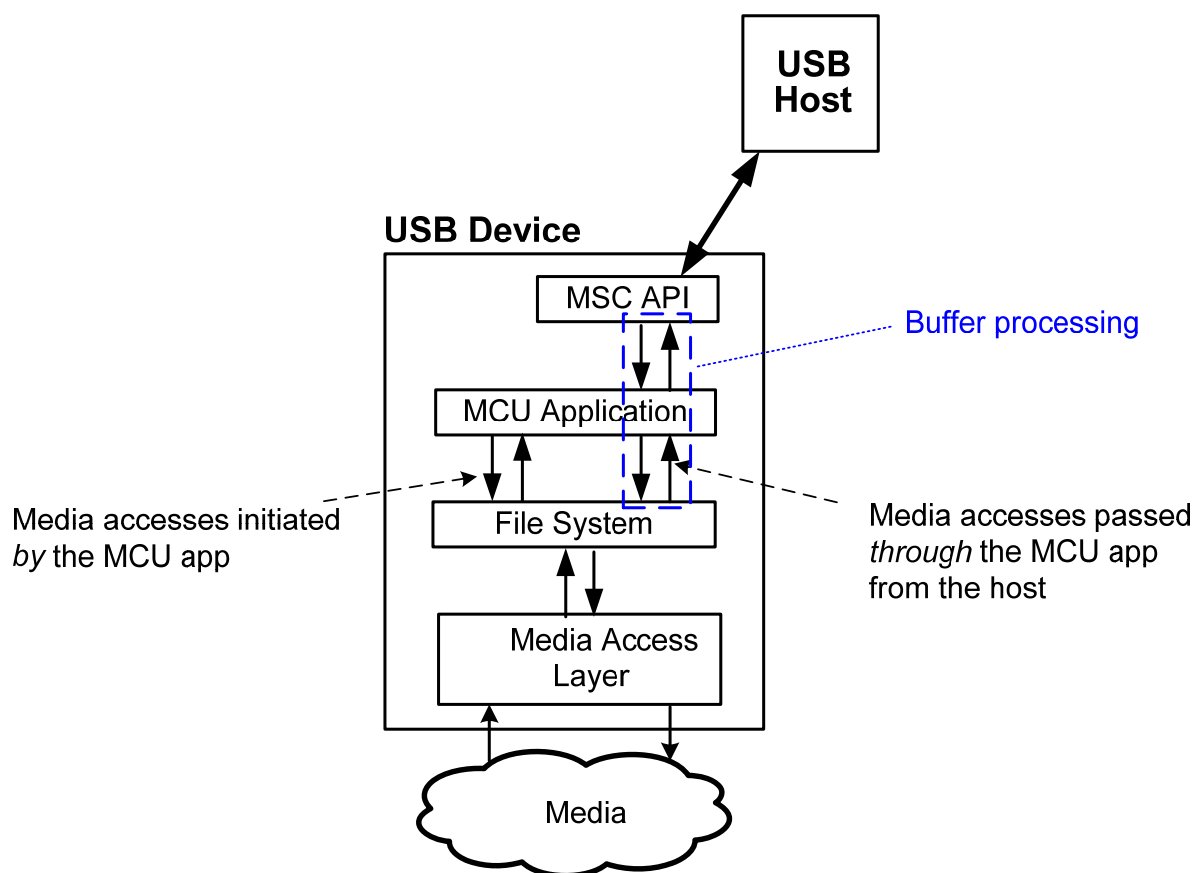 USB
Host
USB Device
MSC API
Buffer processing
MCU Application
Media accesses initiated
by the MCU app
File System
Media accesses passed
through the MCU app
from the host
Media Access
Layer
Media